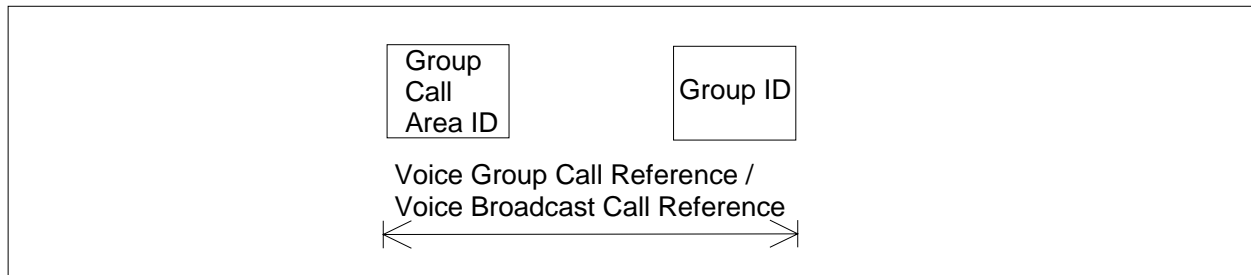 Group
Call
Area ID
Group ID
Voice Group Call Reference /
Voice Broadcast Call Reference